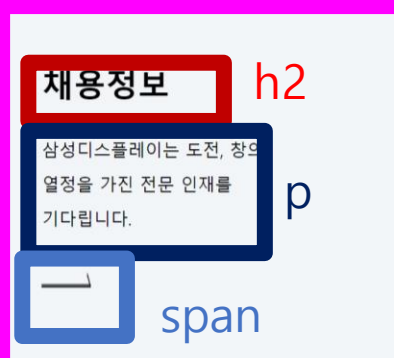 채용정보
h2
삼성디스플레이는 도전, 창의
열정을 가진 전문 인재를
기다립니다.
p
span